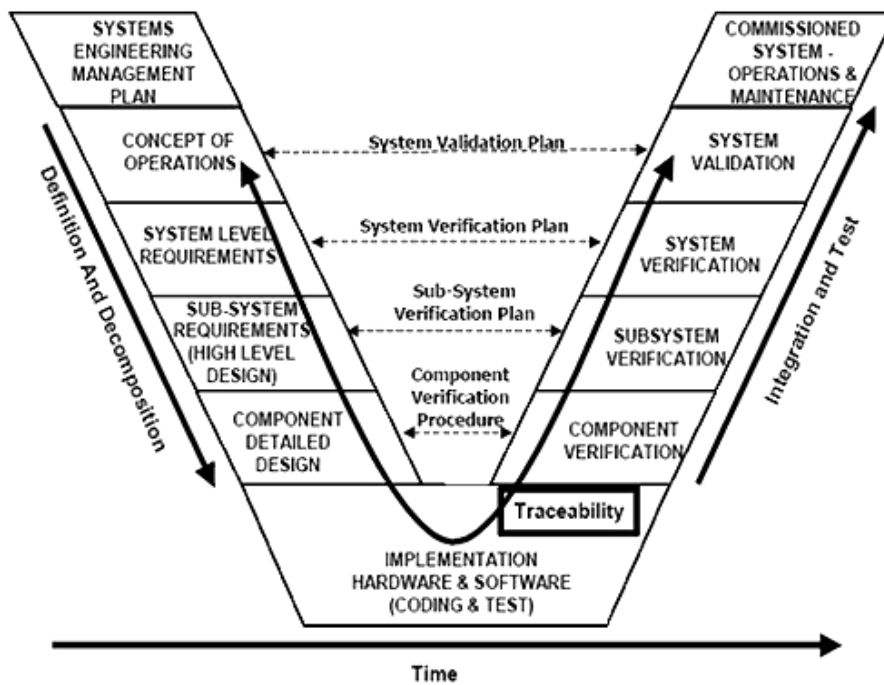 SYSTEMS
ENGINEERING
MANAGEMENT
PLAN
COMMISSIONED
SYSTEM -
OPERATIONS &
MAINTENANCE
CONCEPT OF
OPERATIONS
System Validation Plan
SYSTEM
VALIDATION
Definition And Decomposition
SYSTEM LEVEL
REQUIREMENTS
System Verification Plan
SYSTEM
VERIFICATION
Integration and Test
SUB-SYSTEM
REQUIREMENTS
(HIGH LEVEL
DESIGN)
Sub-System
Verification Plan
SUBSYSTEM
VERIFICATION
COMPONENT
DETAILED
DESIGN
Component
Verification
Procedure
COMPONENT
VERIFICATION
Traceability
IMPLEMENTATION
HARDWARE & SOFTWARE
(CODING & TEST)
Time